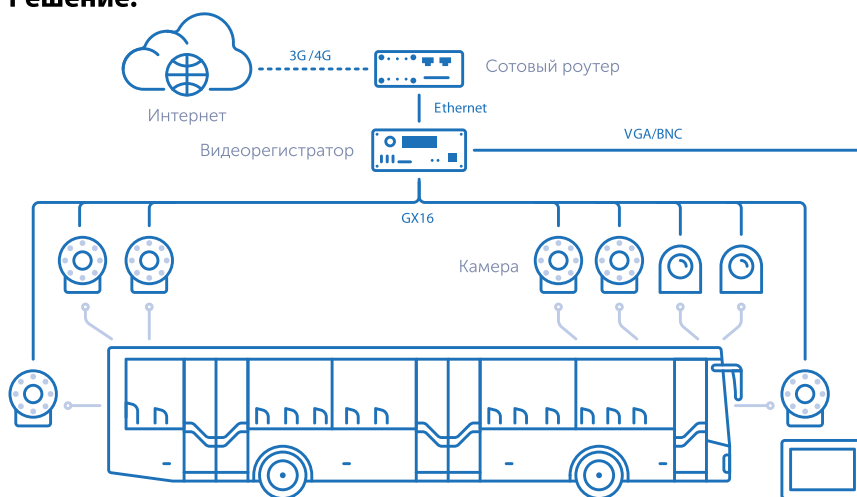 Решение:
3G/4G
Сотовый роутер
Интернет
Ethernet
Видеорегистратор
VGA/BNC
GX16
Камера